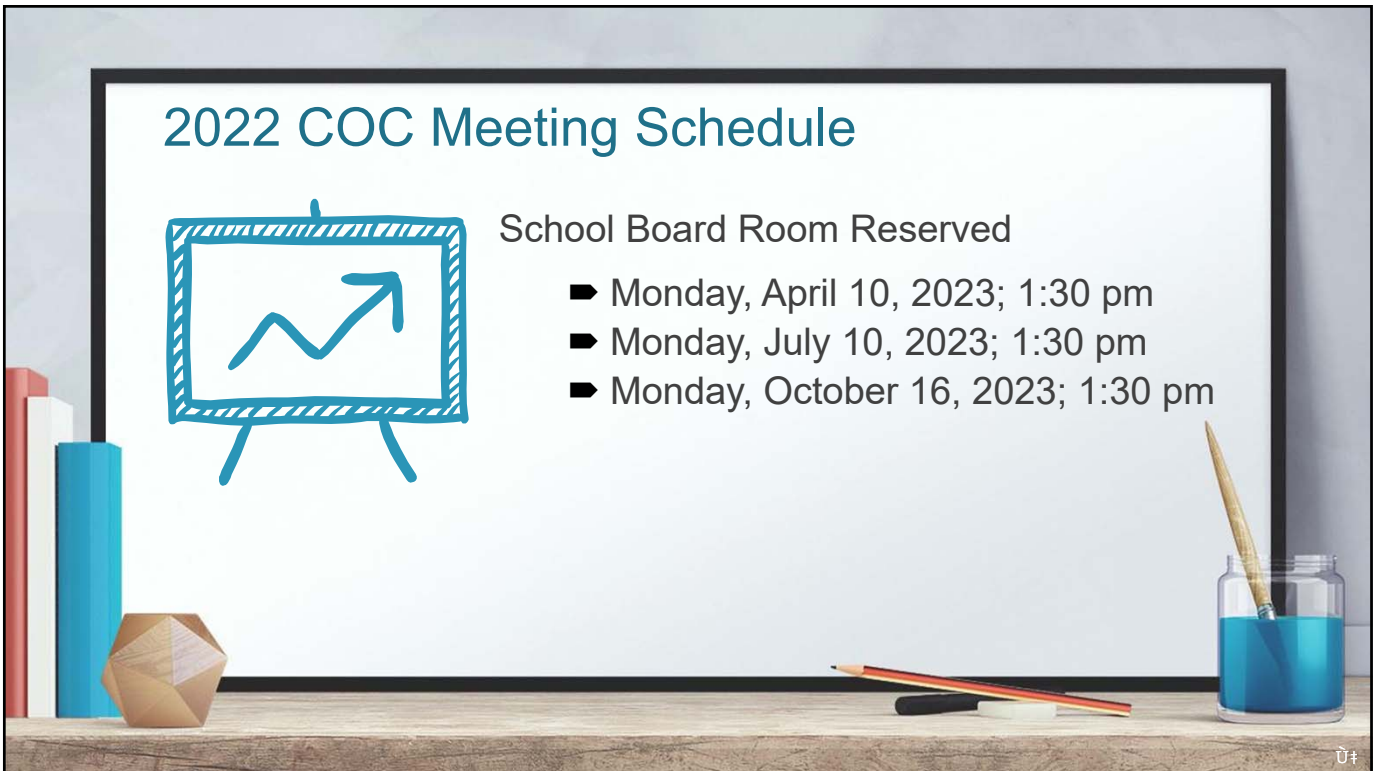 2022 COC Meeting Schedule
School Board Room Reserved
Monday, April 10, 2023; 1:30 pm
Monday, July 10, 2023; 1:30 pm
Monday, October 16, 2023; 1:30 pm